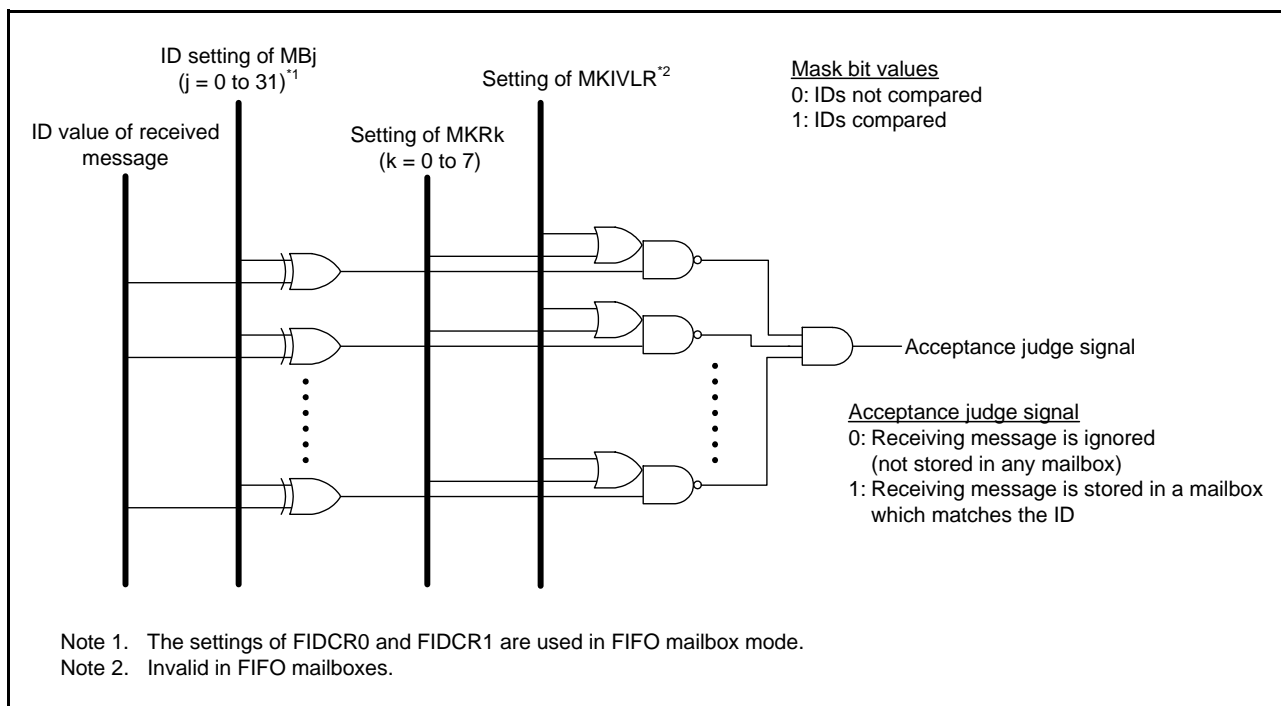 ID setting of MBj
(j = 0 to 31)*1
Setting of MKIVLR*2
Mask bit values
0: IDs not compared
1: IDs compared
ID value of received
message
Setting of MKRk
(k = 0 to 7)
Acceptance judge signal
Acceptance judge signal
0: Receiving message is ignored
(not stored in any mailbox)
1: Receiving message is stored in a mailbox
which matches the ID
Note 1. The settings of FIDCR0 and FIDCR1 are used in FIFO mailbox mode.
Note 2. Invalid in FIFO mailboxes.